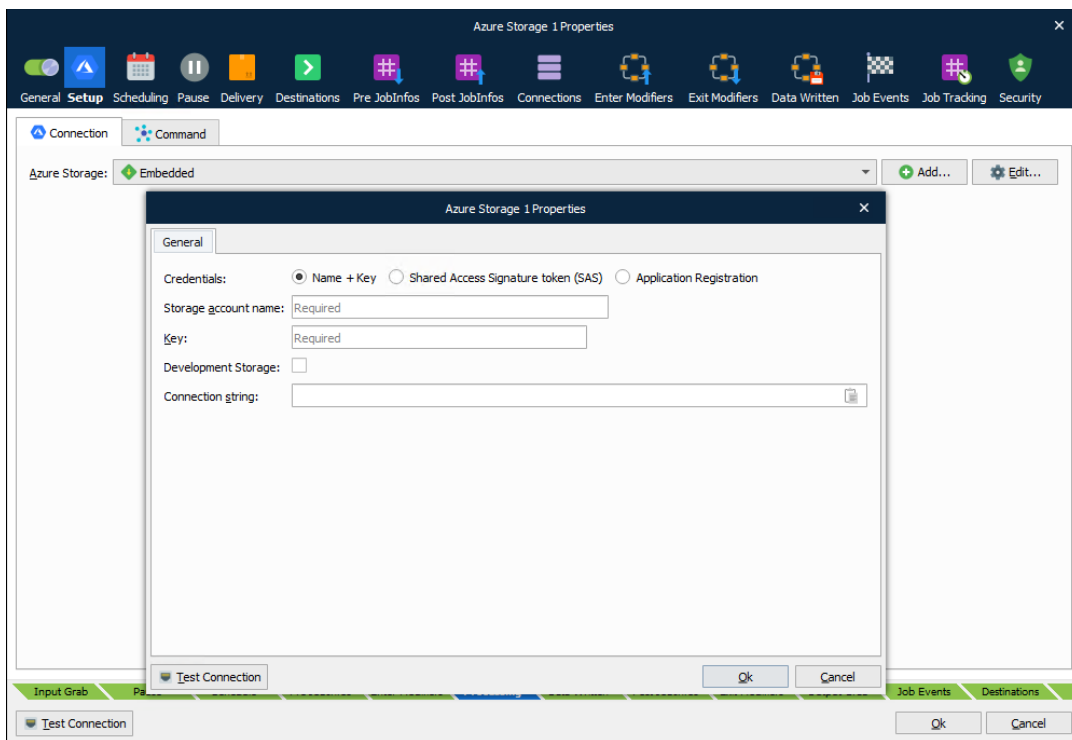 Azure Storage 1 Properties
General Setup Scheduling Pause Delivery Destinations Pre JobInfos Post JobInfos Connections Enter Modifiers Exit Modifiers Data Written Job Events Job Tracking Security
Connection Command
Azure Storage: Embedded Add... Edit...
Azure Storage 1 Properties
General
Credentials: Name + Key Shared Access Signature token (SAS) Application Registration
Storage account name: Required
Key: Required
Development Storage:
Connection string:
Test Connection Ok Cancel
Input Grab Job Events Destinations
Test Connection Ok Cancel